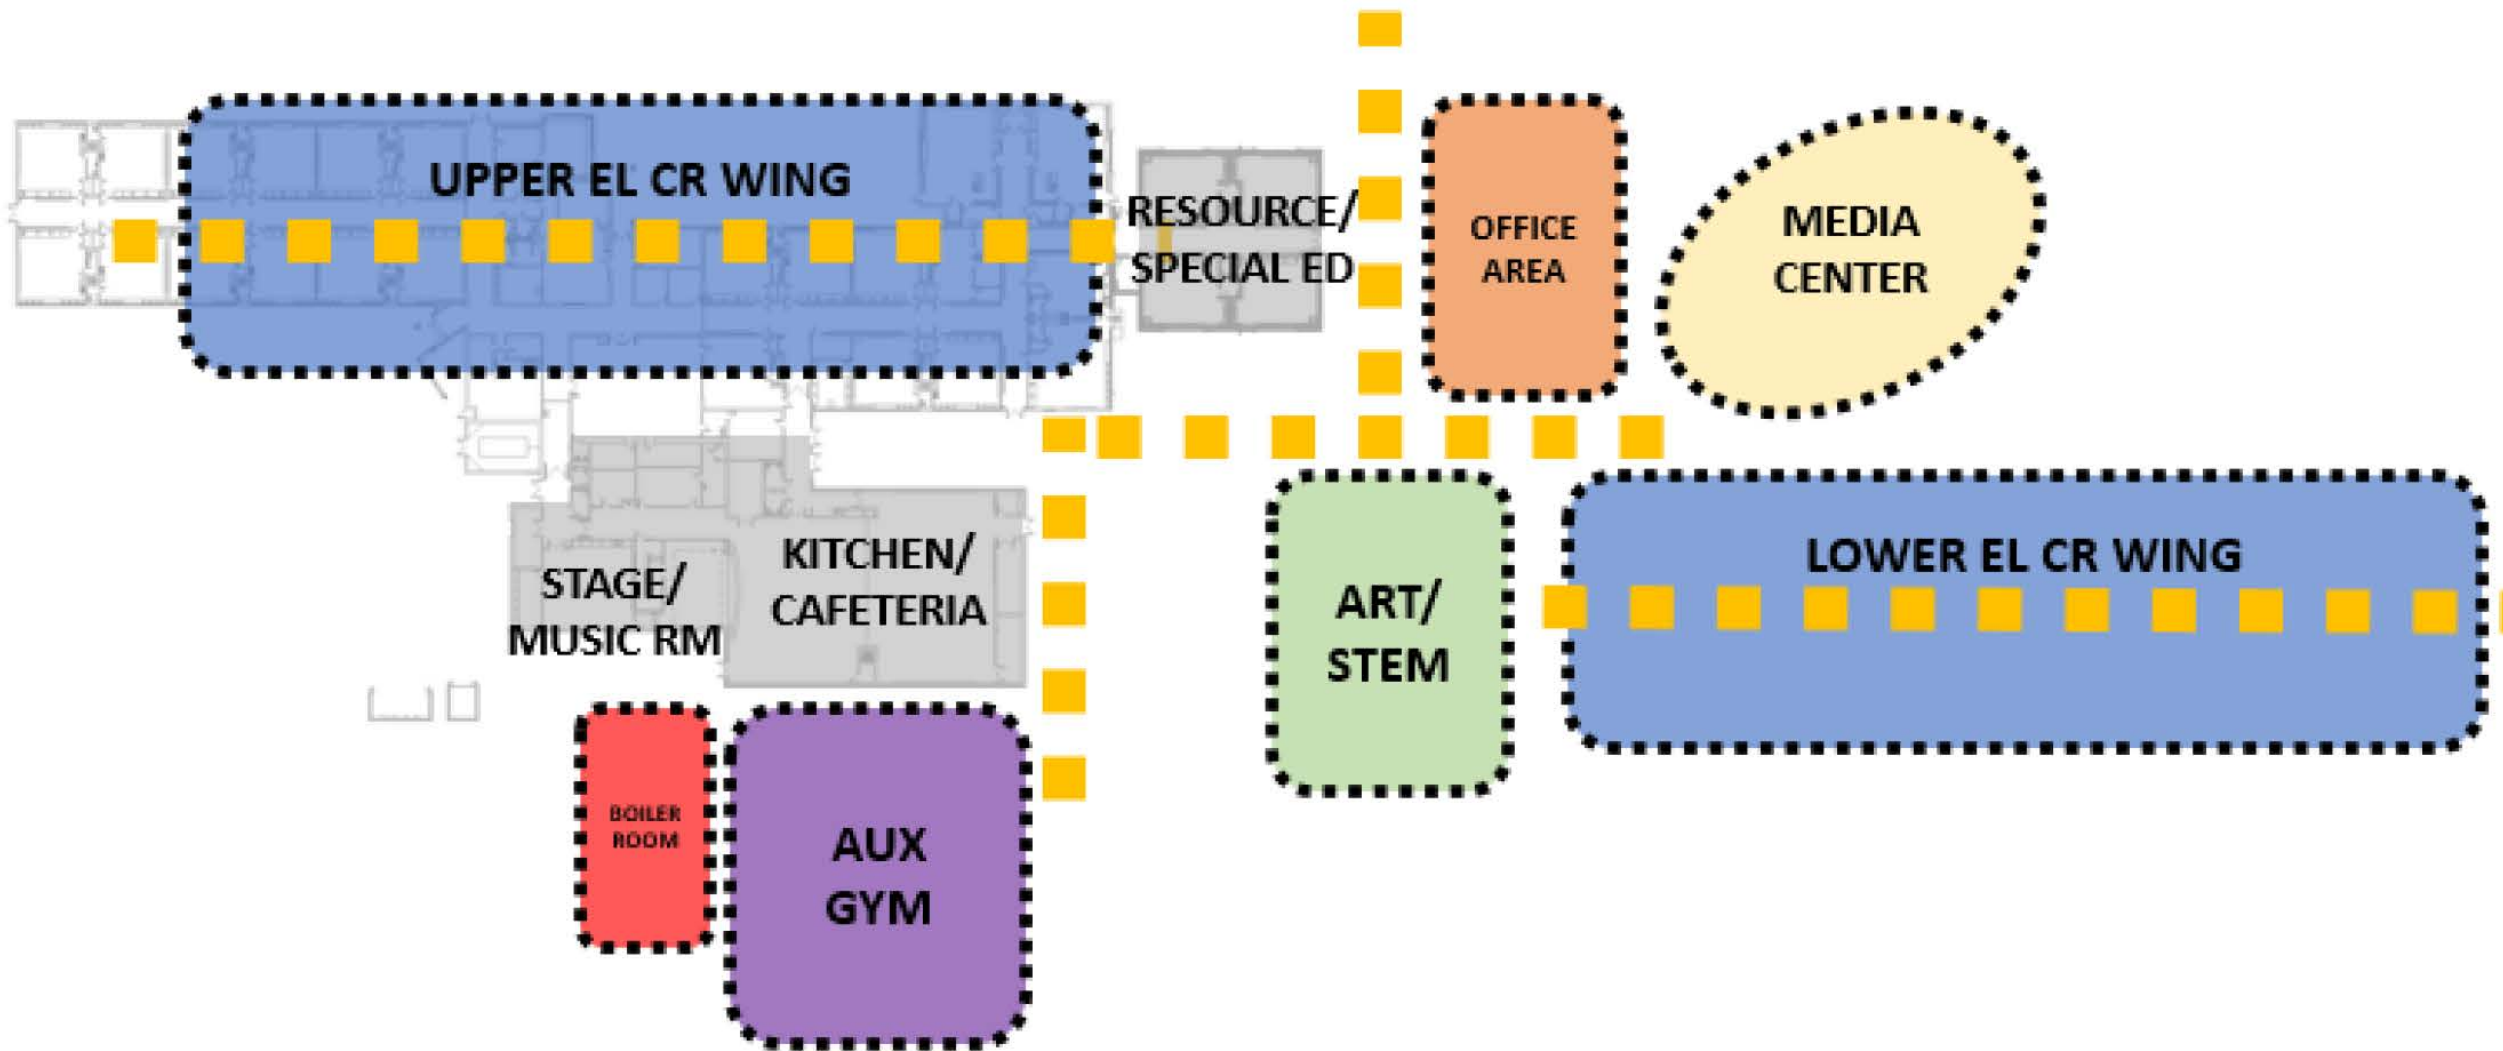 UPPER EL CR WING
RESOURCE/
SPECIAL ED
OFFICE
AREA
MEDIA
CENTER
STAGE/
MUSIC RM
KITCHEN/
CAFETERIA
ART/
STEM
LOWER EL CR WING
BOILER
ROOM
AUX
GYM